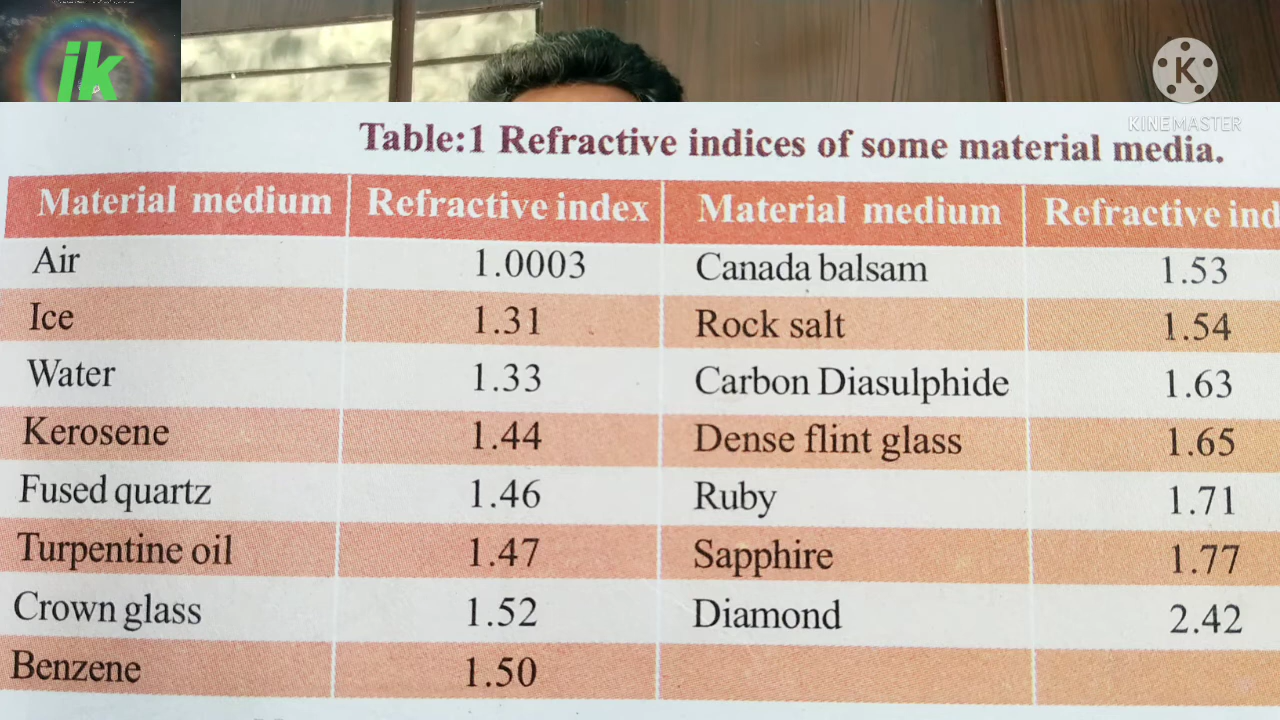 jk
KINEMASTER
Table:1 Refractive indices of some material media.
Material medium Refractive index Material medium Refractive ind
Air 1.0003 Canada balsam 1.53
Ice 1.31 Rock salt 1.54
Water 1.33 Carbon Diasulphide 1.63
Kerosene 1.44 Dense flint glass 1.65
Fused quartz 1.46 Ruby 1.71
Turpentine oil 1.47 Sapphire 1.77
Crown glass 1.52 Diamond 2.42
Benzene 1.50